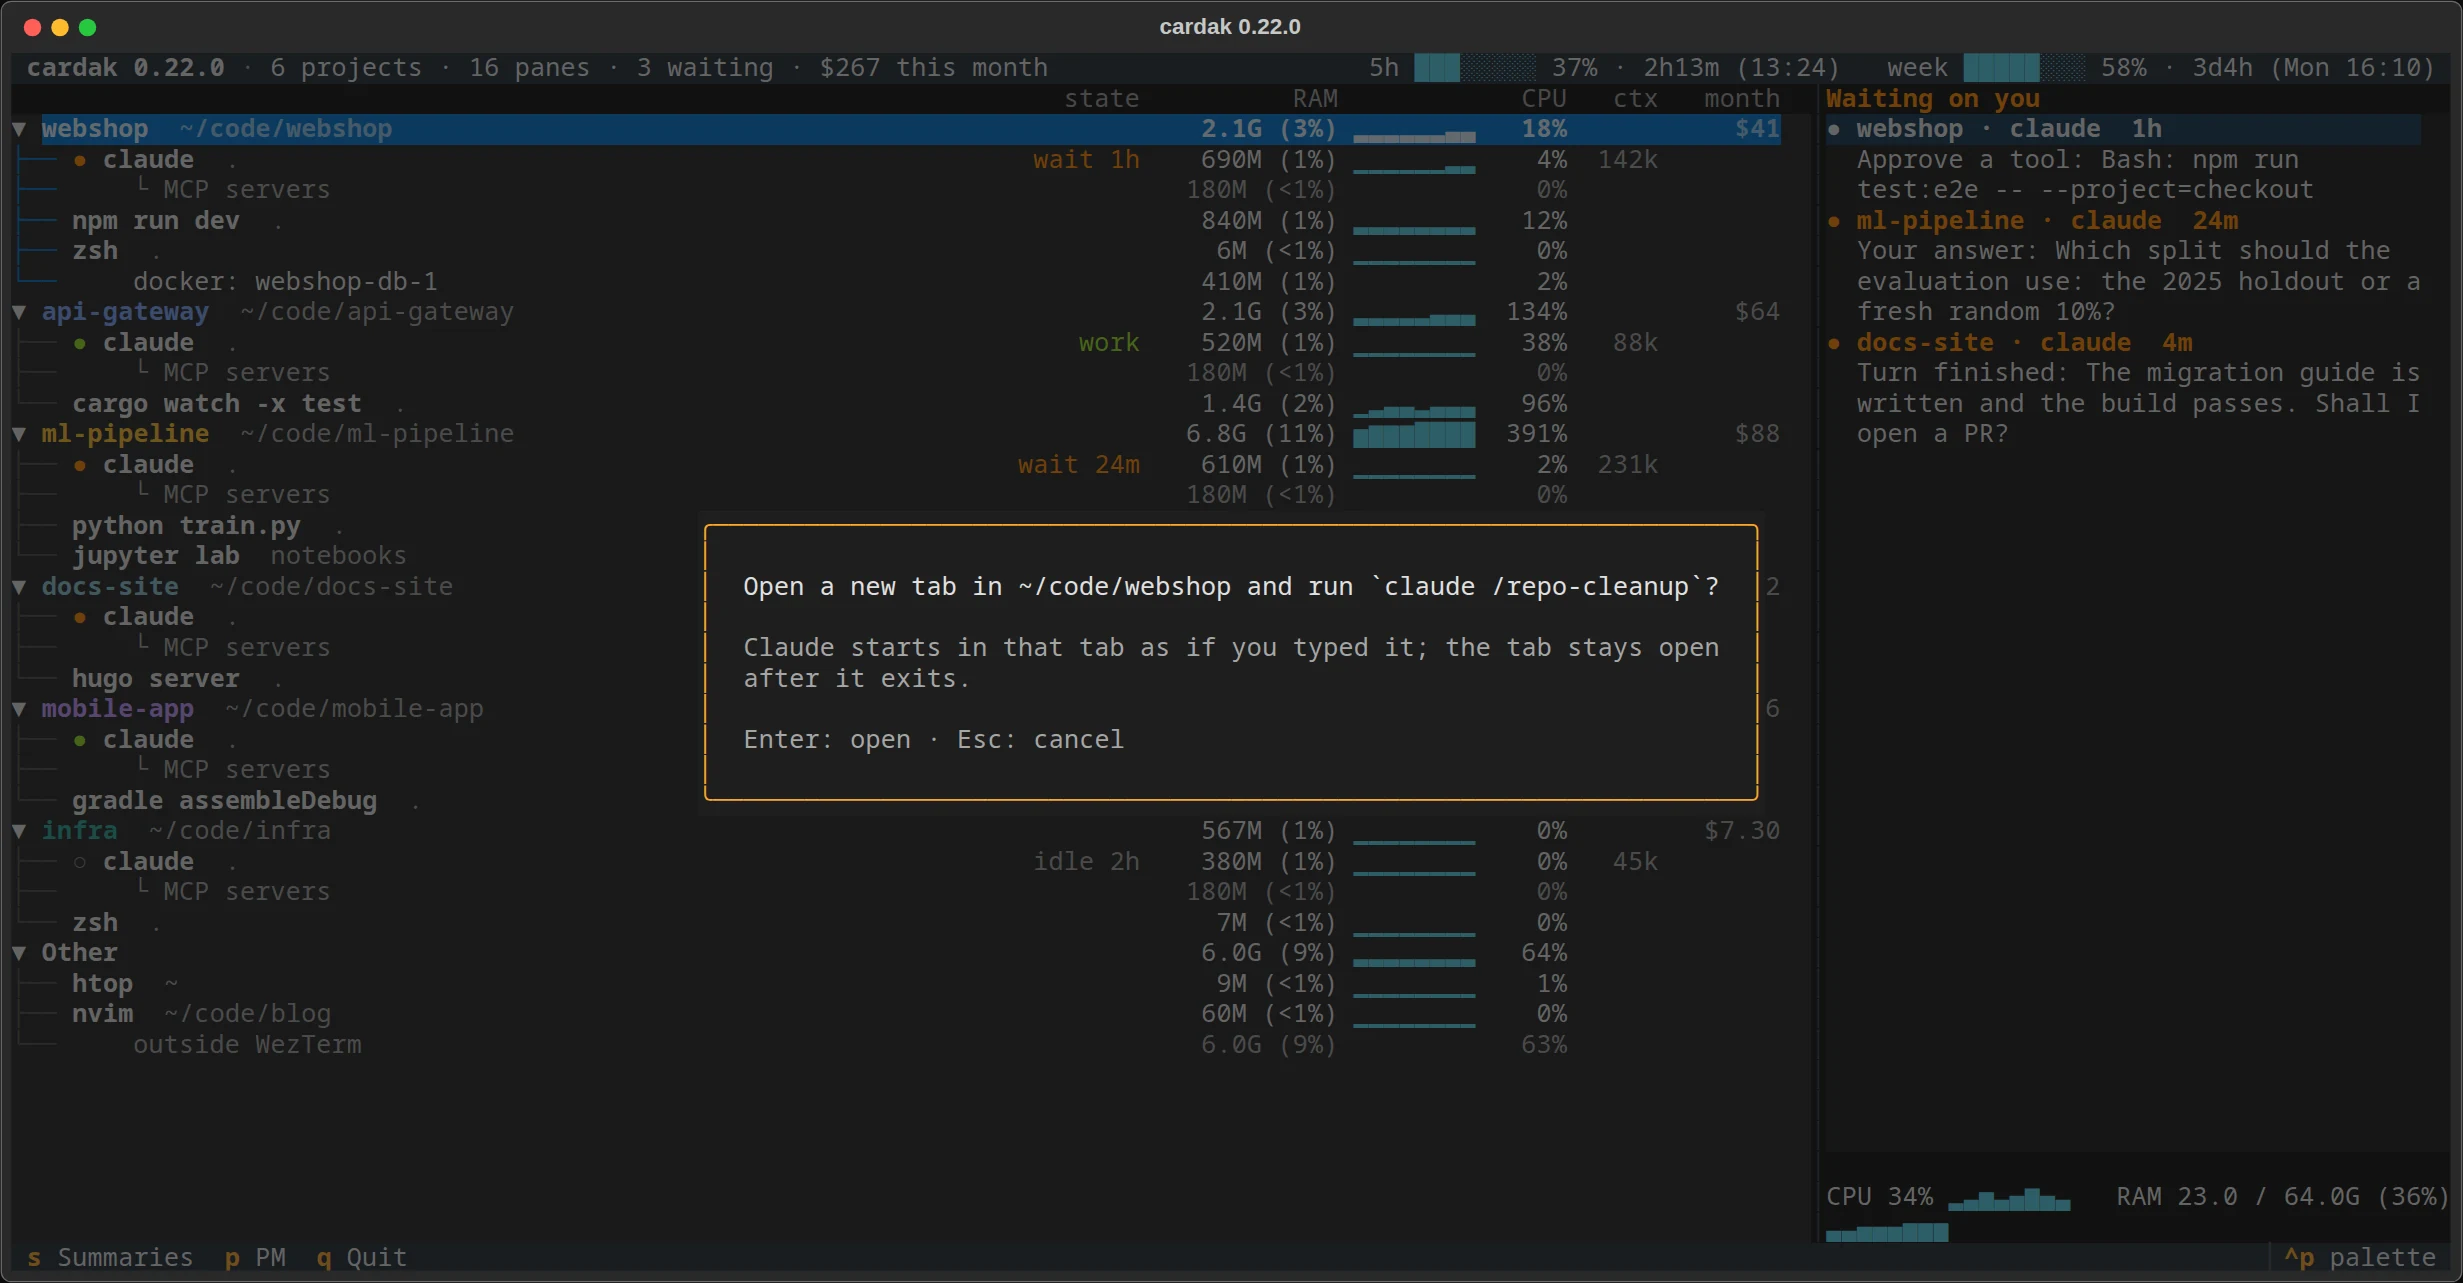 cardak 0.22.0
cardak 0.22.0 · 6 projects · 16 panes · 3 waiting · $267 this month 5h 37% · 2h13m (13:24) week 58% · 3d4h (Mon 16:10)
state RAM CPU ctx month
▼ webshop ~/code/webshop 2.1G (3%) 18% $41
● claude . wait 1h 690M (1%) 4% 142k
└ MCP servers 180M (<1%) 0%
npm run dev . 840M (1%) 12%
zsh . 6M (<1%) 0%
docker: webshop-db-1 410M (1%) 2%
▼ api-gateway ~/code/api-gateway 2.1G (3%) 134% $64
● claude . work 520M (1%) 38% 88k
└ MCP servers 180M (<1%) 0%
cargo watch -x test . 1.4G (2%) 96%
▼ ml-pipeline ~/code/ml-pipeline 6.8G (11%) 391% $88
● claude . wait 24m 610M (1%) 2% 231k
└ MCP servers 180M (<1%) 0%
python train.py .
jupyter lab notebooks
▼ docs-site ~/code/docs-site 2
● claude .
└ MCP servers
hugo server .
▼ mobile-app ~/code/mobile-app 6
● claude .
└ MCP servers
gradle assembleDebug .
▼ infra ~/code/infra 567M (1%) 0% $7.30
○ claude . idle 2h 380M (1%) 0% 45k
└ MCP servers 180M (<1%) 0%
zsh . 7M (<1%) 0%
▼ Other 6.0G (9%) 64%
htop ~ 9M (<1%) 1%
nvim ~/code/blog 60M (<1%) 0%
outside WezTerm 6.0G (9%) 63%
Open a new tab in ~/code/webshop and run `claude /repo-cleanup`?
Claude starts in that tab as if you typed it; the tab stays open
after it exits.
Enter: open · Esc: cancel
Waiting on you
● webshop · claude 1h
Approve a tool: Bash: npm run
test:e2e -- --project=checkout
● ml-pipeline · claude 24m
Your answer: Which split should the
evaluation use: the 2025 holdout or a
fresh random 10%?
● docs-site · claude 4m
Turn finished: The migration guide is
written and the build passes. Shall I
open a PR?
CPU 34% RAM 23.0 / 64.0G (36%)
s Summaries p PM q Quit ^p palette